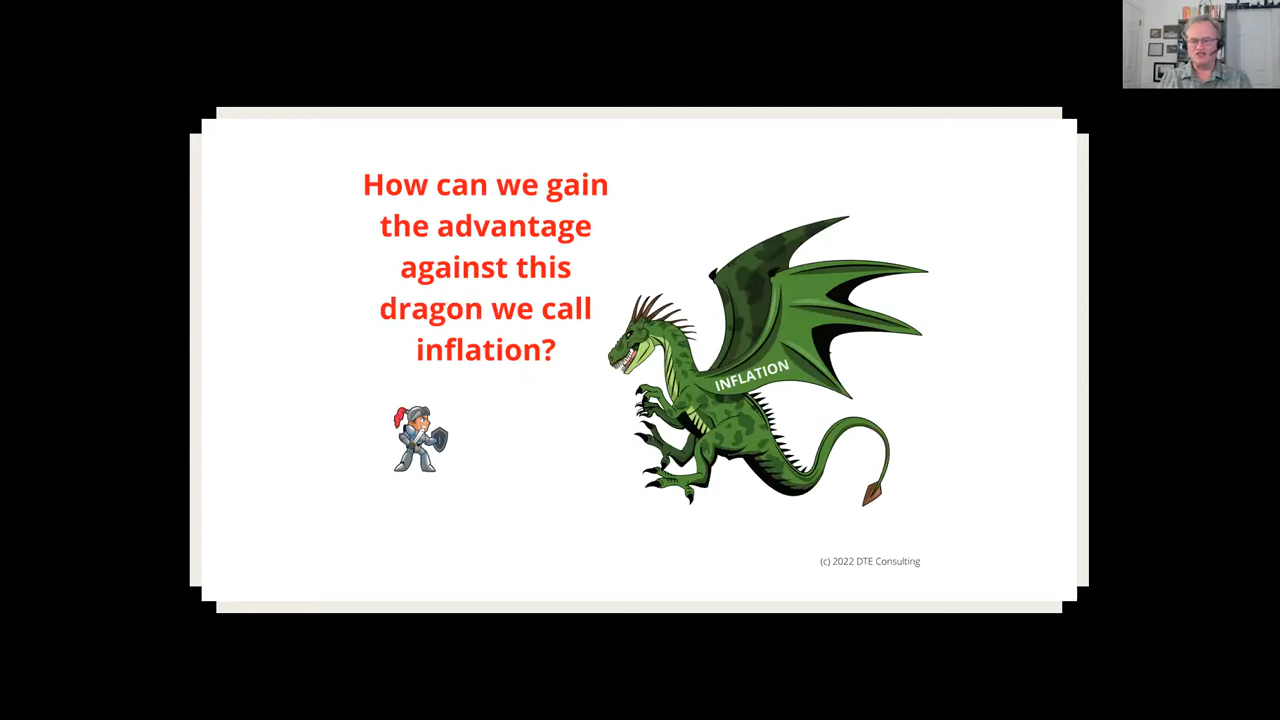 How can we gain
the advantage
against this
dragon we call
inflation?
INFLATION
(c) 2022 DTE Consulting